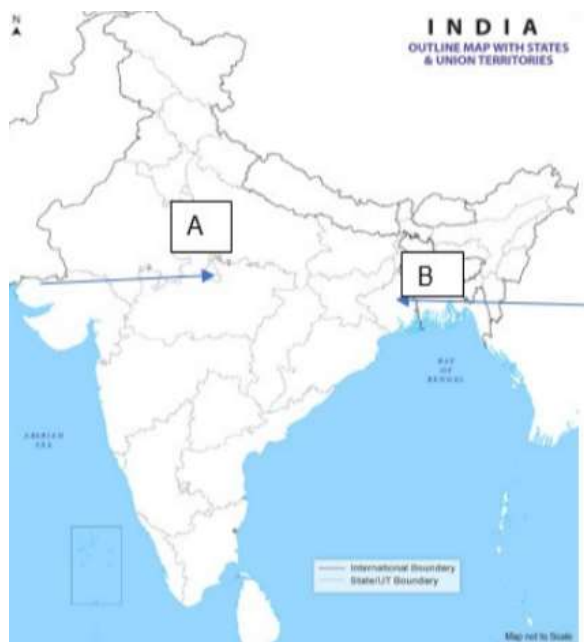 N
INDIA
OUTLINE MAP WITH STATES
& UNION TERRITORIES
A
B
BAY
OF
BENGAL
ARABIAN
SEA
International Boundary
State/UT Boundary
Map not to Scale